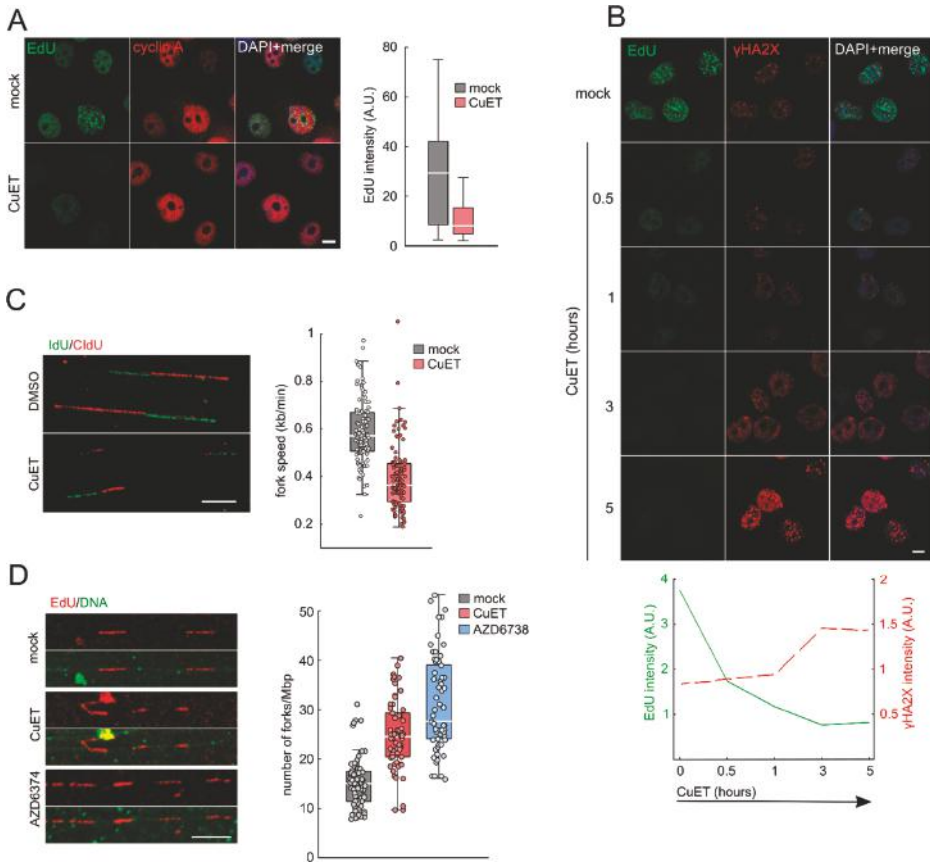 A
EdU
cyclin A
DAPI+merge
mock
CuET
EdU intensity (A.U.)
80
60
40
20
0
mock
CuET
B
EdU
γHA2X
DAPI+merge
mock
0.5
1
3
5
CuET (hours)
4
3
2
1
EdU intensity (A.U.)
2
1.5
1
0.5
γHA2X intensity (A.U.)
0
0.5
1
3
5
CuET (hours)
C
IdU/CldU
DMSO
CuET
fork speed (kb/min)
1
0.8
0.6
0.4
0.2
mock
CuET
D
EdU/DNA
mock
CuET
AZD6374
number of forks/Mbp
50
40
30
20
10
0
mock
CuET
AZD6738